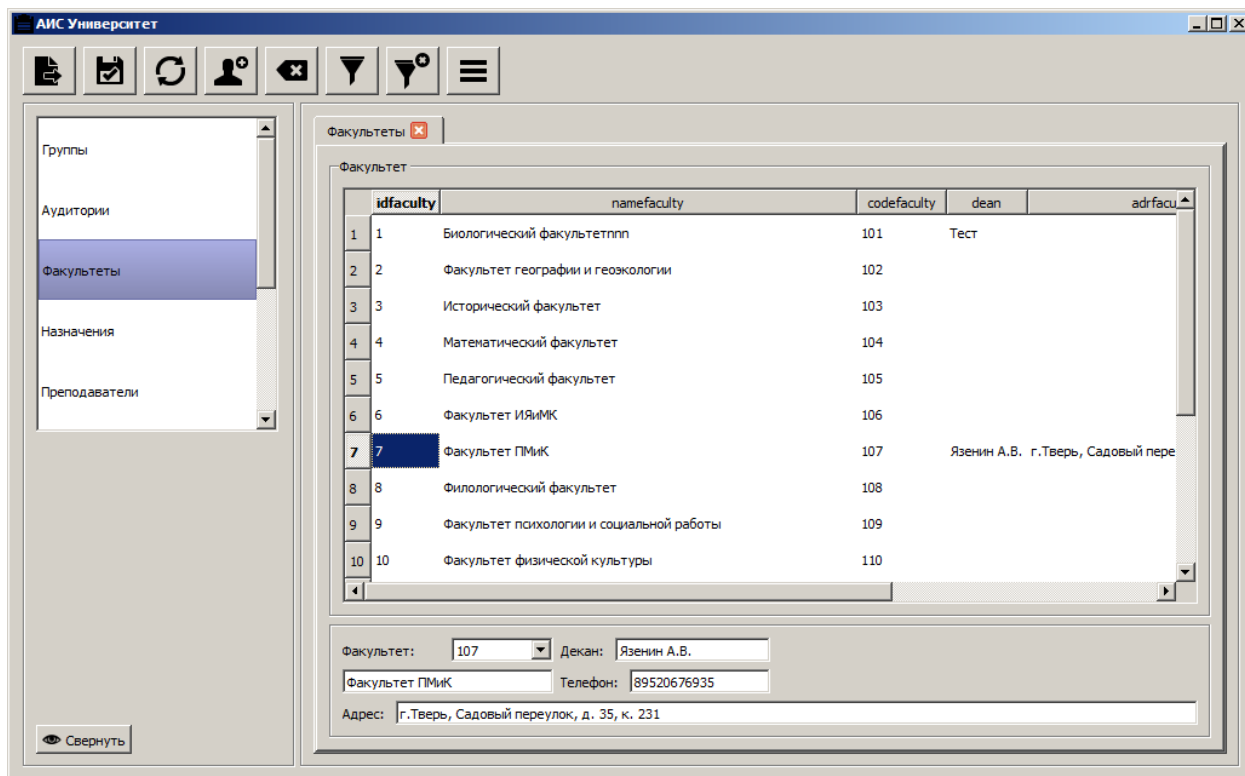 АИС Университет
Группы
Аудитории
Факультеты
Назначения
Преподаватели
Свернуть
Факультеты
Факультет
idfaculty namefaculty codefaculty dean adrfacu
1 1 Биологический факультетппп 101 Тест
2 2 Факультет географии и геоэкологии 102
3 3 Исторический факультет 103
4 4 Математический факультет 104
5 5 Педагогический факультет 105
6 6 Факультет ИЯиМК 106
7 7 Факультет ПМиК 107 Язенин А.В. г.Тверь, Садовый пере
8 8 Филологический факультет 108
9 9 Факультет психологии и социальной работы 109
10 10 Факультет физической культуры 110
Факультет: 107 Декан: Язенин А.В.
Факультет ПМиК Телефон: 89520676935
Адрес: г.Тверь, Садовый переулок, д. 35, к. 231